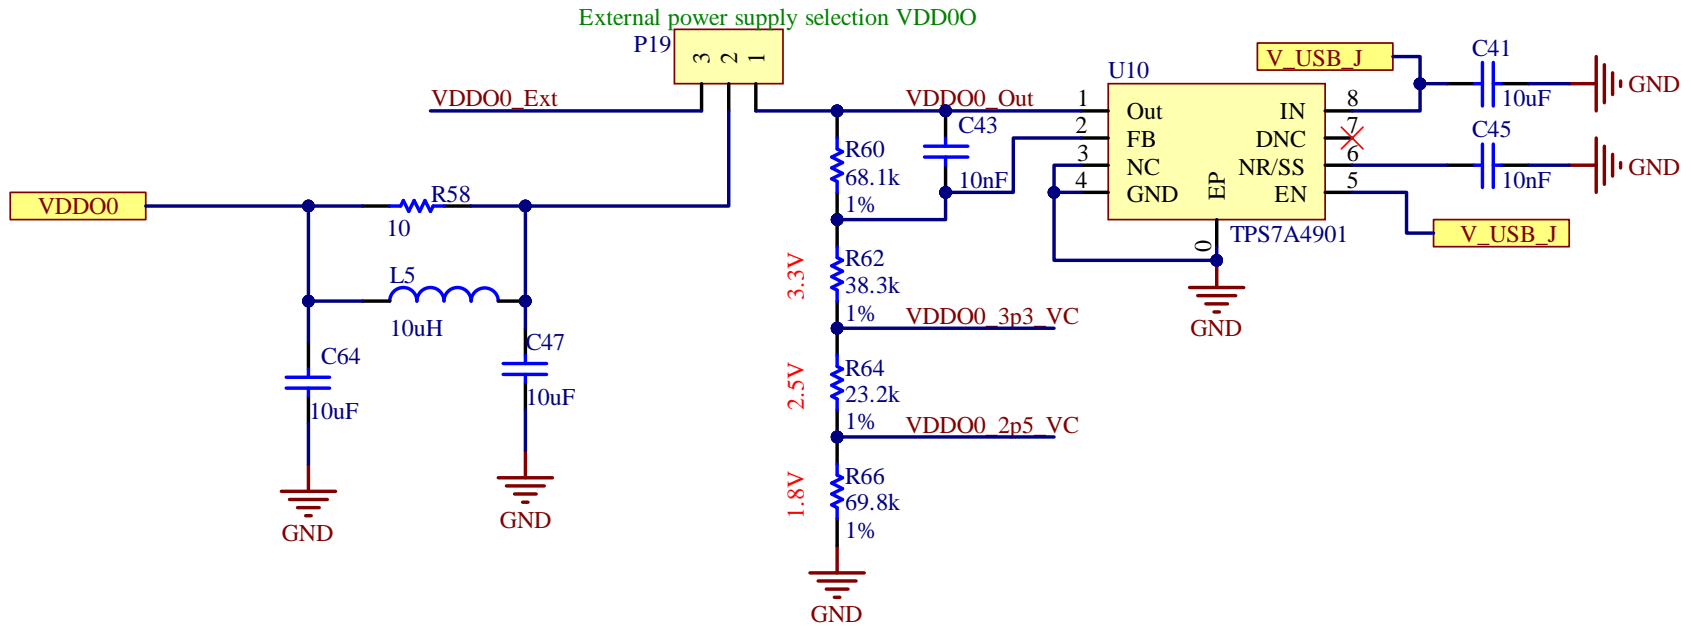 External power supply selection VDD0O
P19
3
2
1
VDDO0_Ext
VDDO0_Out
VDDO0
R58
10
L5
10uH
C64
10uF
GND
C47
10uF
GND
R60
68.1k
1%
C43
10nF
3.3V
R62
38.3k
1%
VDDO0_3p3_VC
2.5V
R64
23.2k
1%
VDDO0_2p5_VC
1.8V
R66
69.8k
1%
GND
U10
1
Out
2
FB
3
NC
4
GND
EP
0
IN
8
DNC
7
NR/SS
6
EN
5
TPS7A4901
GND
V_USB_J
C41
10uF
GND
C45
10nF
GND
V_USB_J